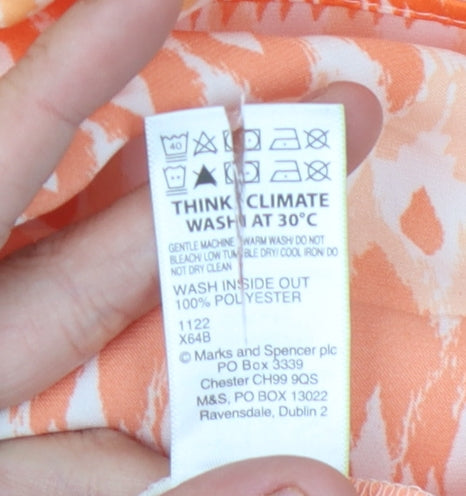 40
THINK CLIMATE
WASH AT 30°C
GENTLE MACHINE WARM WASH/ DO NOT
BLEACH/ LOW TUMBLE DRY/ COOL IRON/ DO
NOT DRY CLEAN
WASH INSIDE OUT
100% POLYESTER
1122
X64B
© Marks and Spencer plc
PO Box 3339
Chester CH99 9QS
M&S, PO BOX 13022
Ravensdale, Dublin 2